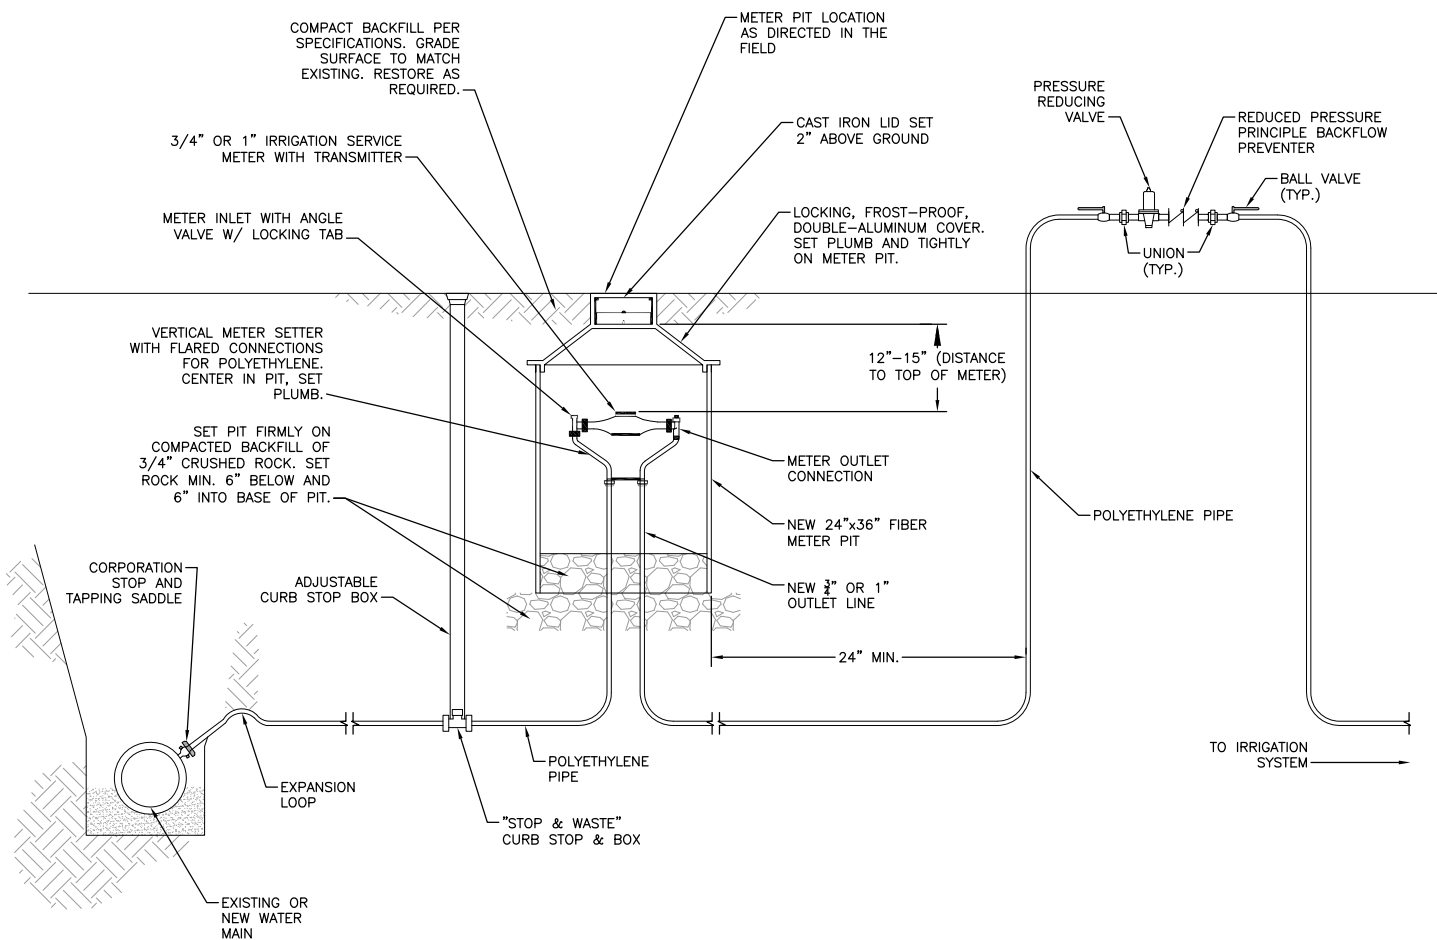 COMPACT BACKFILL PER
SPECIFICATIONS. GRADE
SURFACE TO MATCH
EXISTING. RESTORE AS
REQUIRED.
METER PIT LOCATION
AS DIRECTED IN THE
FIELD
3/4" OR 1" IRRIGATION SERVICE
METER WITH TRANSMITTER
CAST IRON LID SET
2" ABOVE GROUND
PRESSURE
REDUCING
VALVE
REDUCED PRESSURE
PRINCIPLE BACKFLOW
PREVENTER
BALL VALVE
(TYP.)
METER INLET WITH ANGLE
VALVE W/ LOCKING TAB
LOCKING, FROST-PROOF,
DOUBLE-ALUMINUM COVER.
SET PLUMB AND TIGHTLY
ON METER PIT.
UNION
(TYP.)
VERTICAL METER SETTER
WITH FLARED CONNECTIONS
FOR POLYETHYLENE.
CENTER IN PIT, SET
PLUMB.
12"-15" (DISTANCE
TO TOP OF METER)
SET PIT FIRMLY ON
COMPACTED BACKFILL OF
3/4" CRUSHED ROCK. SET
ROCK MIN. 6" BELOW AND
6" INTO BASE OF PIT.
METER OUTLET
CONNECTION
NEW 24"x36" FIBER
METER PIT
POLYETHYLENE PIPE
CORPORATION
STOP AND
TAPPING SADDLE
ADJUSTABLE
CURB STOP BOX
NEW 3/4" OR 1"
OUTLET LINE
24" MIN.
POLYETHYLENE
PIPE
TO IRRIGATION
SYSTEM
EXPANSION
LOOP
"STOP & WASTE"
CURB STOP & BOX
EXISTING OR
NEW WATER
MAIN